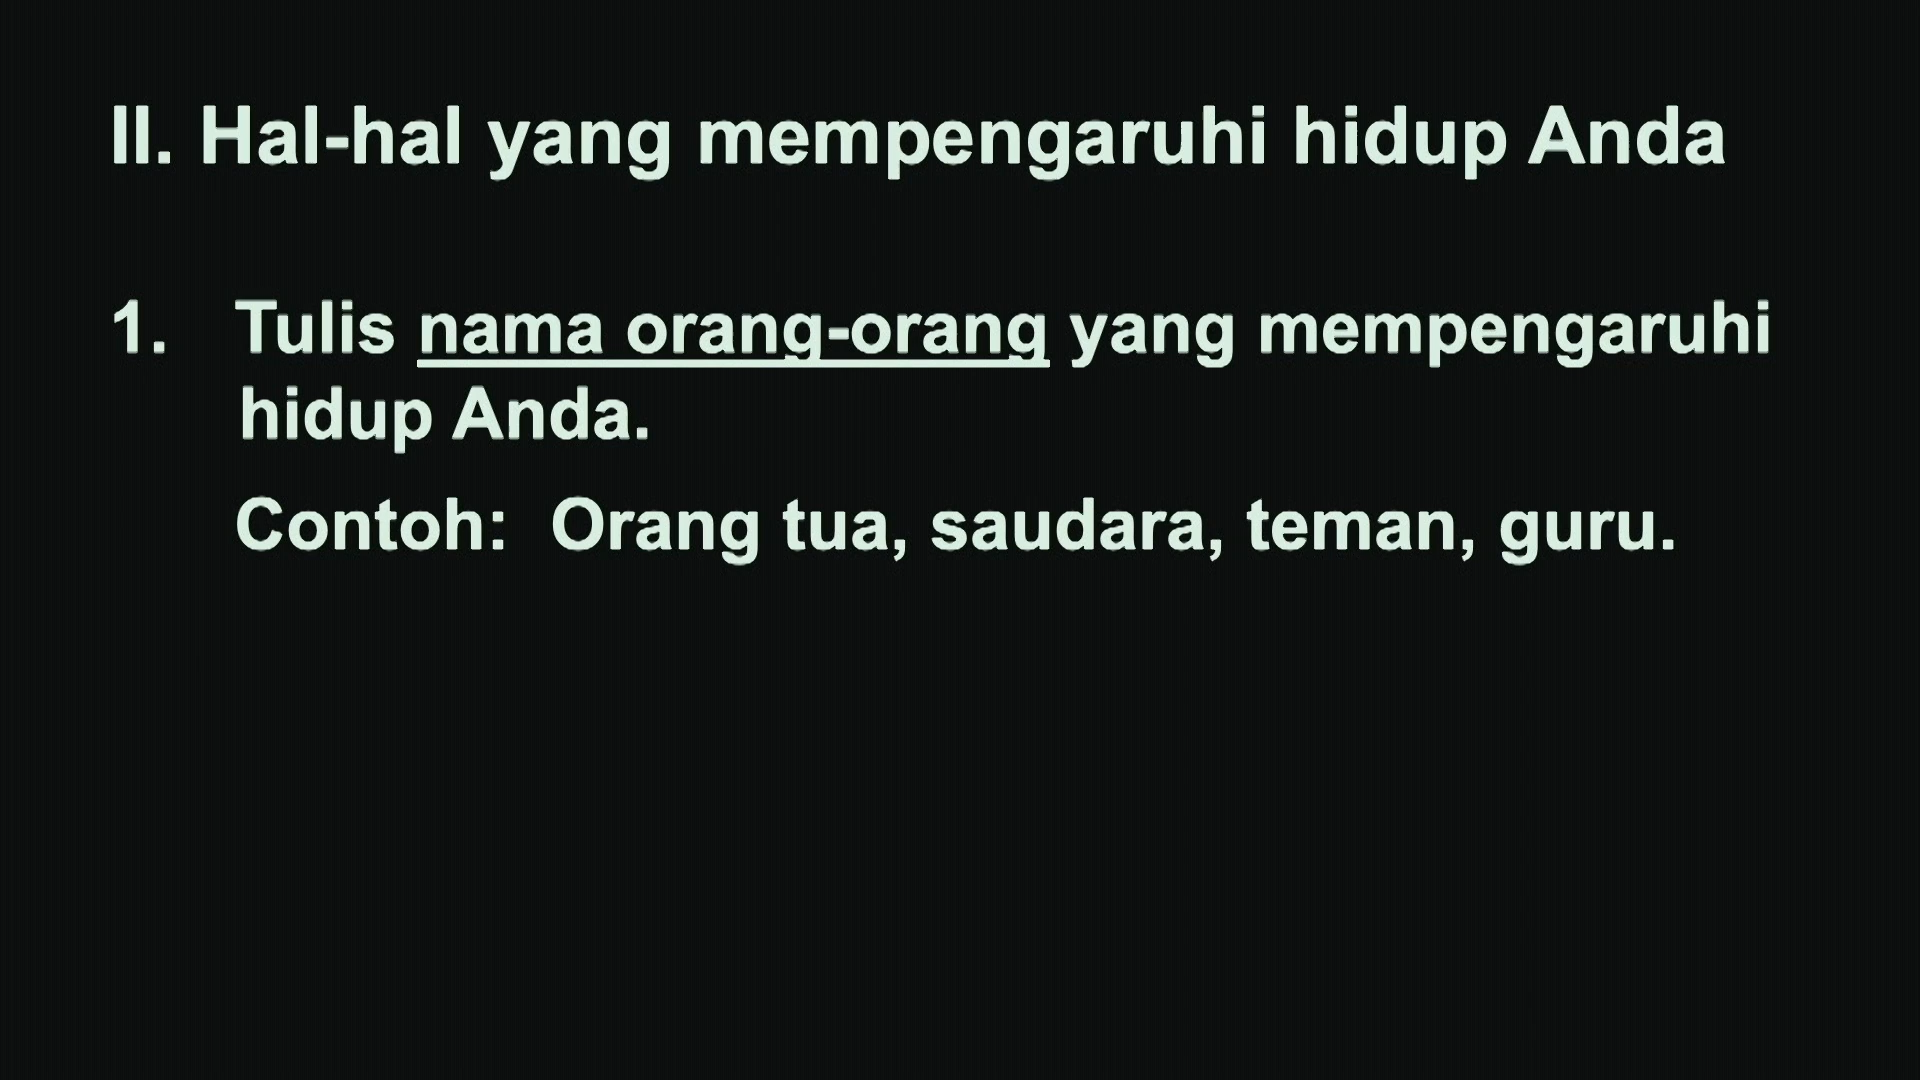 II. Hal-hal yang mempengaruhi hidup Anda
1. Tulis nama orang-orang yang mempengaruhi
hidup Anda.
Contoh: Orang tua, saudara, teman, guru.